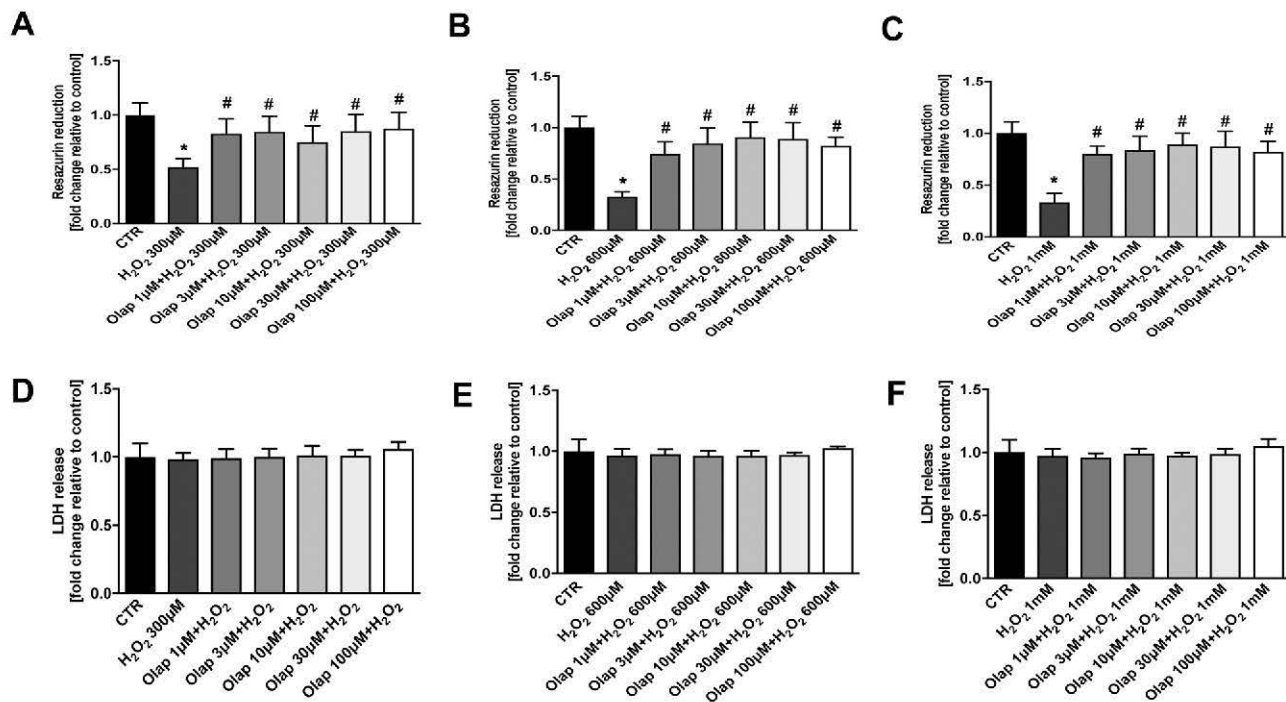 A
Resazurin reduction
[fold change relative to control]
1.5
1.0
0.5
0.0
CTR
H₂O₂ 300µM
Olap 1µM+H₂O₂ 300µM
Olap 3µM+H₂O₂ 300µM
Olap 10µM+H₂O₂ 300µM
Olap 30µM+H₂O₂ 300µM
Olap 100µM+H₂O₂ 300µM
*
#
#
#
#
#
B
Resazurin reduction
[fold change relative to control]
1.5
1.0
0.5
0.0
CTR
H₂O₂ 600µM
Olap 1µM+H₂O₂ 600µM
Olap 3µM+H₂O₂ 600µM
Olap 10µM+H₂O₂ 600µM
Olap 30µM+H₂O₂ 600µM
Olap 100µM+H₂O₂ 600µM
*
#
#
#
#
#
C
Resazurin reduction
[fold change relative to control]
1.5
1.0
0.5
0.0
CTR
H₂O₂ 1mM
Olap 1µM+H₂O₂ 1mM
Olap 3µM+H₂O₂ 1mM
Olap 10µM+H₂O₂ 1mM
Olap 30µM+H₂O₂ 1mM
Olap 100µM+H₂O₂ 1mM
*
#
#
#
#
#
D
LDH release
[fold change relative to control]
1.5
1.0
0.5
0.0
CTR
H₂O₂ 300µM
Olap 1µM+H₂O₂
Olap 3µM+H₂O₂
Olap 10µM+H₂O₂
Olap 30µM+H₂O₂
Olap 100µM+H₂O₂
E
LDH release
[fold change relative to control]
1.5
1.0
0.5
0.0
CTR
H₂O₂ 600µM
Olap 1µM+H₂O₂ 600µM
Olap 3µM+H₂O₂ 600µM
Olap 10µM+H₂O₂ 600µM
Olap 30µM+H₂O₂ 600µM
Olap 100µM+H₂O₂ 600µM
F
LDH release
[fold change relative to control]
1.5
1.0
0.5
0.0
CTR
H₂O₂ 1mM
Olap 1µM+H₂O₂ 1mM
Olap 3µM+H₂O₂ 1mM
Olap 10µM+H₂O₂ 1mM
Olap 30µM+H₂O₂ 1mM
Olap 100µM+H₂O₂ 1mM